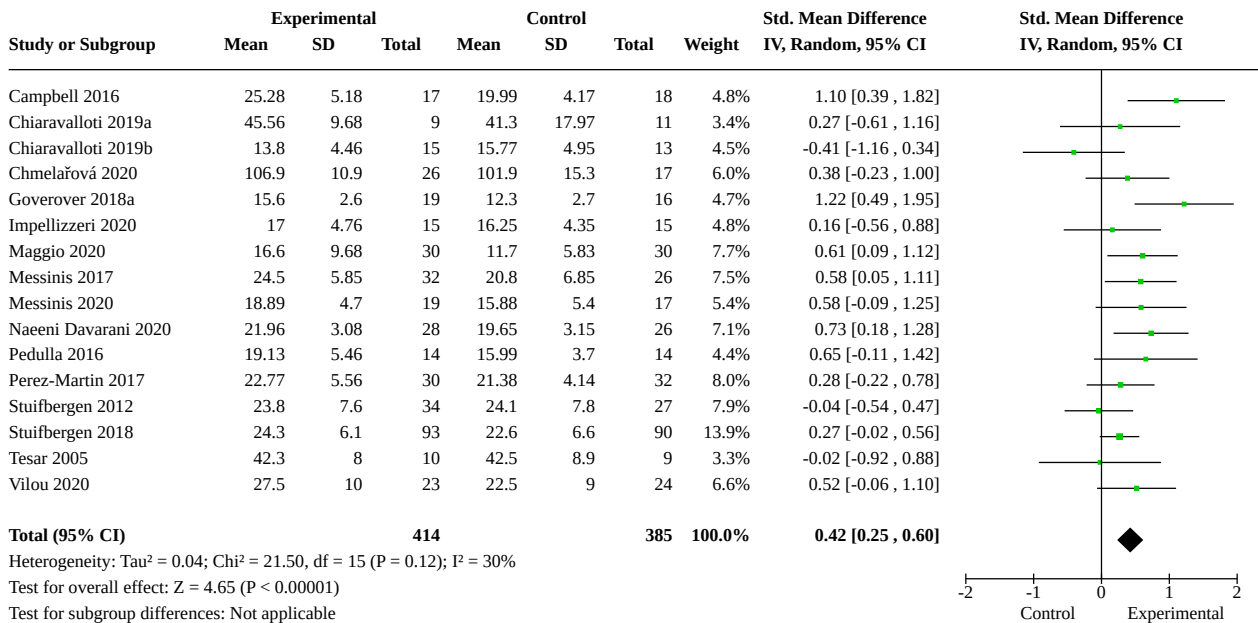 Experimental Control Std. Mean Difference Std. Mean Difference
Study or Subgroup Mean SD Total Mean SD Total Weight IV, Random, 95% CI IV, Random, 95% CI
Campbell 2016 25.28 5.18 17 19.99 4.17 18 4.8% 1.10 [0.39 , 1.82]
Chiaravalloti 2019a 45.56 9.68 9 41.3 17.97 11 3.4% 0.27 [-0.61 , 1.16]
Chiaravalloti 2019b 13.8 4.46 15 15.77 4.95 13 4.5% -0.41 [-1.16 , 0.34]
Chmelařová 2020 106.9 10.9 26 101.9 15.3 17 6.0% 0.38 [-0.23 , 1.00]
Goverover 2018a 15.6 2.6 19 12.3 2.7 16 4.7% 1.22 [0.49 , 1.95]
Impellizzeri 2020 17 4.76 15 16.25 4.35 15 4.8% 0.16 [-0.56 , 0.88]
Maggio 2020 16.6 9.68 30 11.7 5.83 30 7.7% 0.61 [0.09 , 1.12]
Messinis 2017 24.5 5.85 32 20.8 6.85 26 7.5% 0.58 [0.05 , 1.11]
Messinis 2020 18.89 4.7 19 15.88 5.4 17 5.4% 0.58 [-0.09 , 1.25]
Naeeni Davarani 2020 21.96 3.08 28 19.65 3.15 26 7.1% 0.73 [0.18 , 1.28]
Pedulla 2016 19.13 5.46 14 15.99 3.7 14 4.4% 0.65 [-0.11 , 1.42]
Perez-Martin 2017 22.77 5.56 30 21.38 4.14 32 8.0% 0.28 [-0.22 , 0.78]
Stuifbergen 2012 23.8 7.6 34 24.1 7.8 27 7.9% -0.04 [-0.54 , 0.47]
Stuifbergen 2018 24.3 6.1 93 22.6 6.6 90 13.9% 0.27 [-0.02 , 0.56]
Tesar 2005 42.3 8 10 42.5 8.9 9 3.3% -0.02 [-0.92 , 0.88]
Vilou 2020 27.5 10 23 22.5 9 24 6.6% 0.52 [-0.06 , 1.10]
Total (95% CI) 414 385 100.0% 0.42 [0.25 , 0.60]
Heterogeneity: Tau² = 0.04; Chi² = 21.50, df = 15 (P = 0.12); I² = 30%
Test for overall effect: Z = 4.65 (P < 0.00001)
-2 -1 0 1 2
Test for subgroup differences: Not applicable
Control Experimental